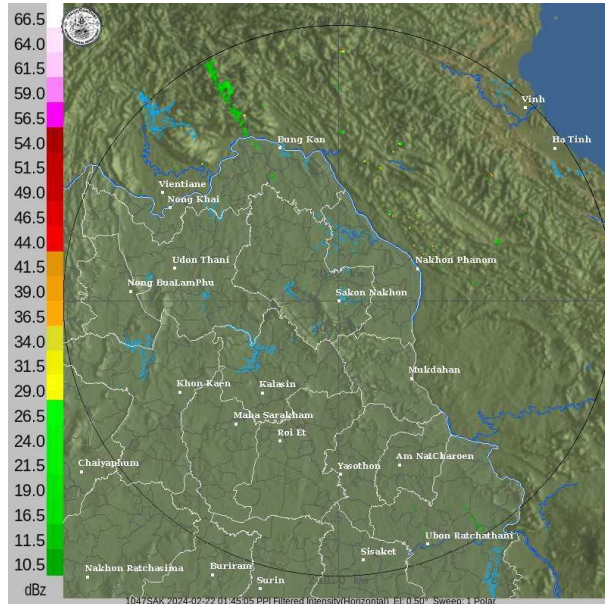 66.5
64.0
61.5
59.0
56.5
54.0
51.5
49.0
46.5
44.0
41.5
39.0
36.5
34.0
31.5
29.0
26.5
24.0
21.5
19.0
16.5
11.5
10.5
dBz
Vinh
Ha Tinh
Bung Kan
Vientiane
Nong Khai
Udon Thani
Nakhon Phanom
Nong BuaLamPhu
Sakon Nakhon
Mukdahan
Khon Kaen
Kalasin
Maha Sarakham
Roi Et
Chaiyaphum
Yasothon
Am NatCharoen
Ubon Ratchathani
Sisaket
Nakhon Ratchasima
Buriram
Surin
1047SAK 2024-02-22 01:45:05 PPI Filtered Intensity(Horizontal) El: 0.50° Sweep: 1 Polar